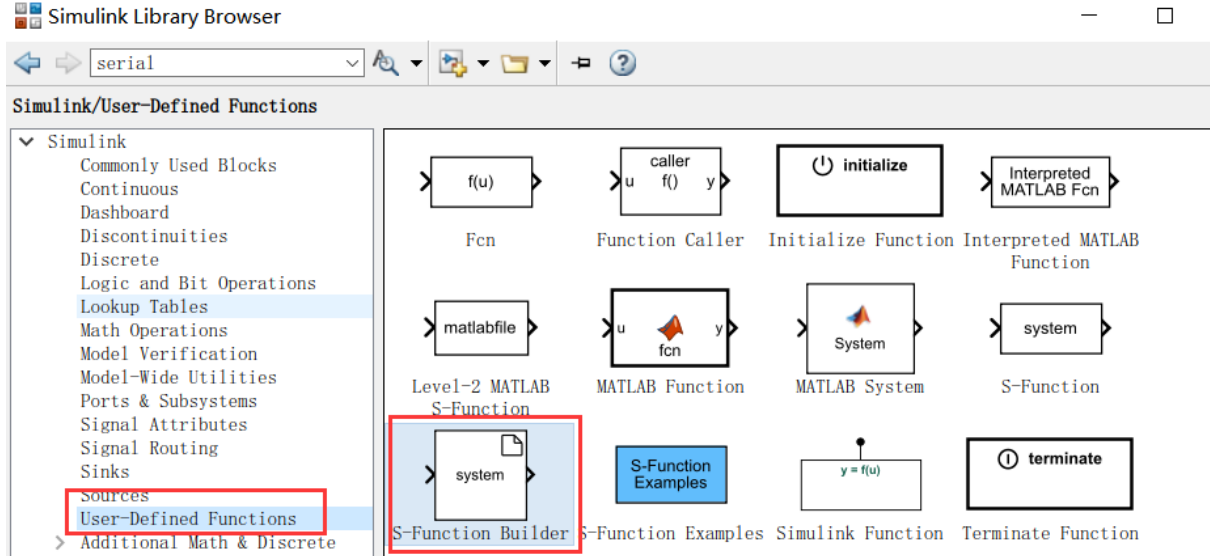 Simulink Library Browser
serial
Simulink/User-Defined Functions
Simulink
Commonly Used Blocks
Continuous
Dashboard
Discontinuities
Discrete
Logic and Bit Operations
Lookup Tables
Math Operations
Model Verification
Model-Wide Utilities
Ports & Subsystems
Signal Attributes
Signal Routing
Sinks
Sources
User-Defined Functions
Additional Math & Discrete
f(u)
Fcn
caller
u f() y
Function Caller
initialize
Initialize Function
Interpreted
MATLAB Fcn
Interpreted MATLAB
Function
matlabfile
Level-2 MATLAB
S-Function
u y
fcn
MATLAB Function
System
MATLAB System
system
S-Function
system
S-Function Builder
S-Function
Examples
S-Function Examples
y = f(u)
Simulink Function
terminate
Terminate Function